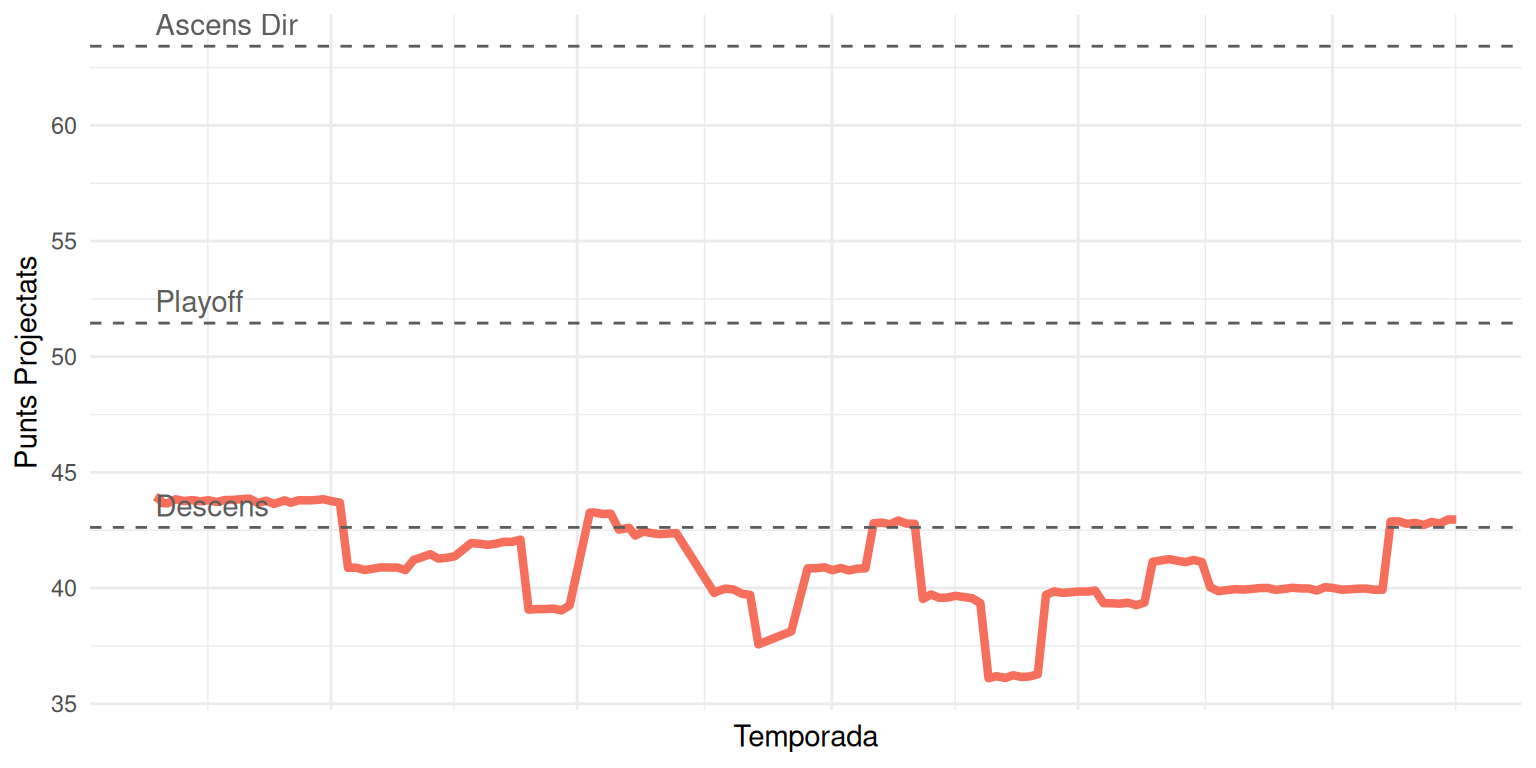 Ascens Dir
60
55
Playoff
50
45
Descens
40
35
Punts Projectats
Temporada